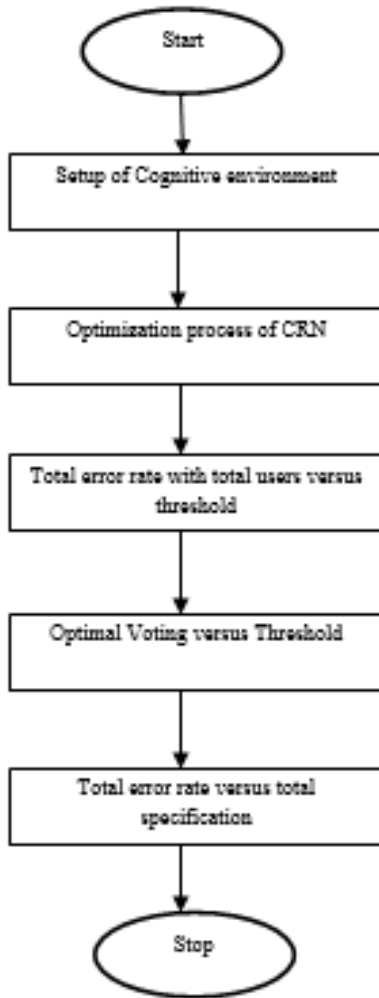 Start
Setup of Cognitive environment
Optimization process of CRN
Total error rate with total users versus
threshold
Optimal Voting versus Threshold
Total error rate versus total
specification
Stop